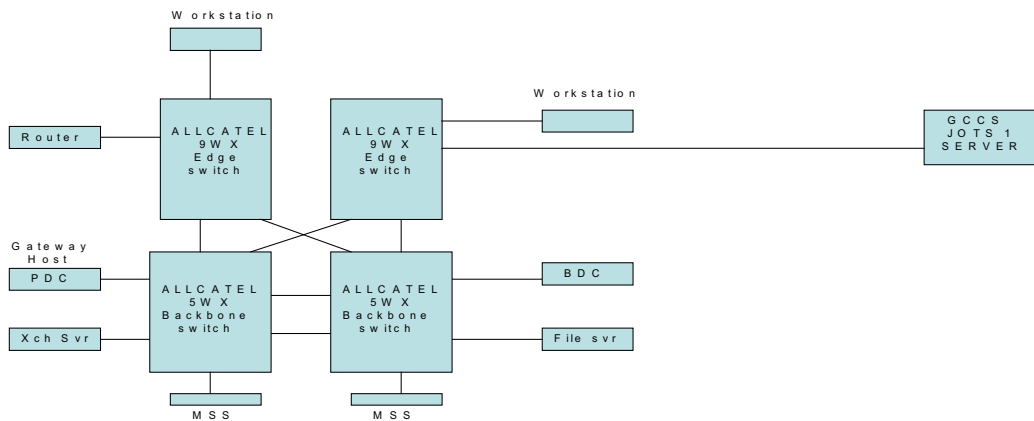 Workstation
Workstation
Router
ALLCATEL
9WX
Edge
switch
ALLCATEL
9WX
Edge
switch
GCCS
JOTS 1
SERVER
Gateway
Host
PDC
ALLCATEL
5WX
Backbone
switch
ALLCATEL
5WX
Backbone
switch
BDC
Xch Svr
File svr
MSS
MSS